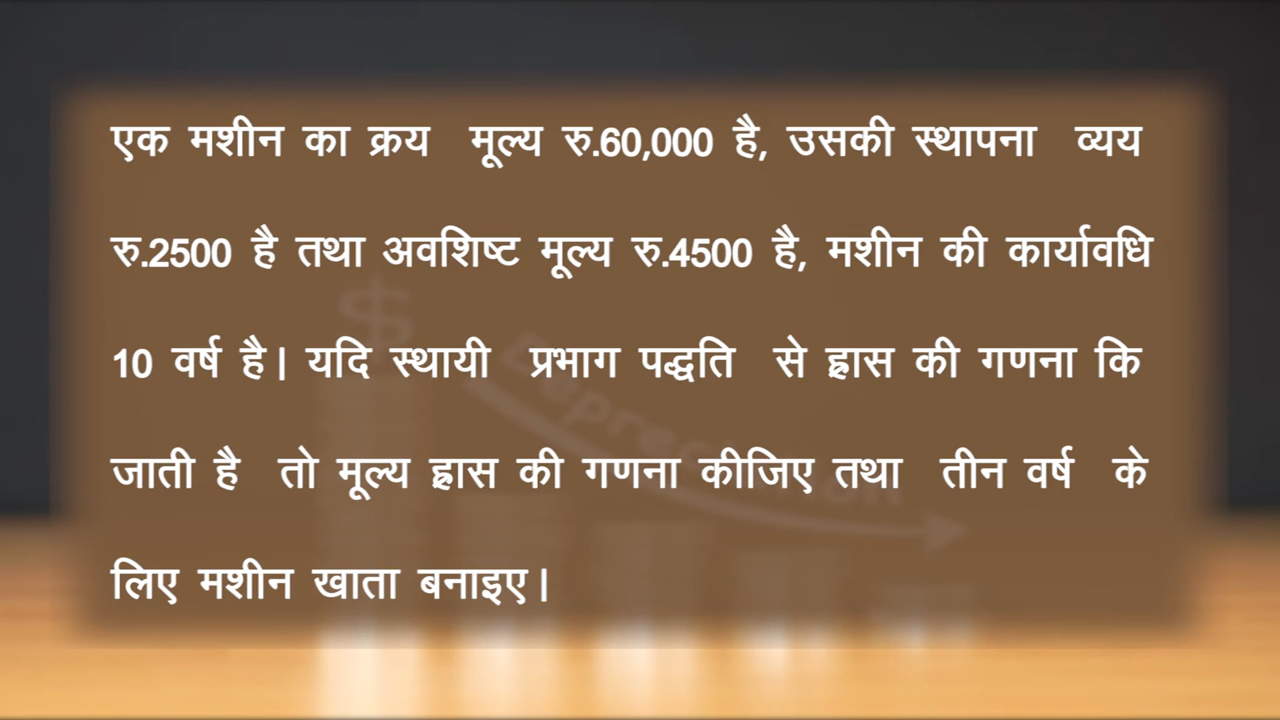 एक मशीन का क्रय मूल्य रु.60,000 है, उसकी स्थापना व्यय
रु.2500 है तथा अवशिष्ट मूल्य रु.4500 है, मशीन की कार्यावधि
10 वर्ष है। यदि स्थायी प्रभाग पद्धति से ह्रास की गणना कि
जाती है तो मूल्य ह्रास की गणना कीजिए तथा तीन वर्ष के
लिए मशीन खाता बनाइए।
Depreciation